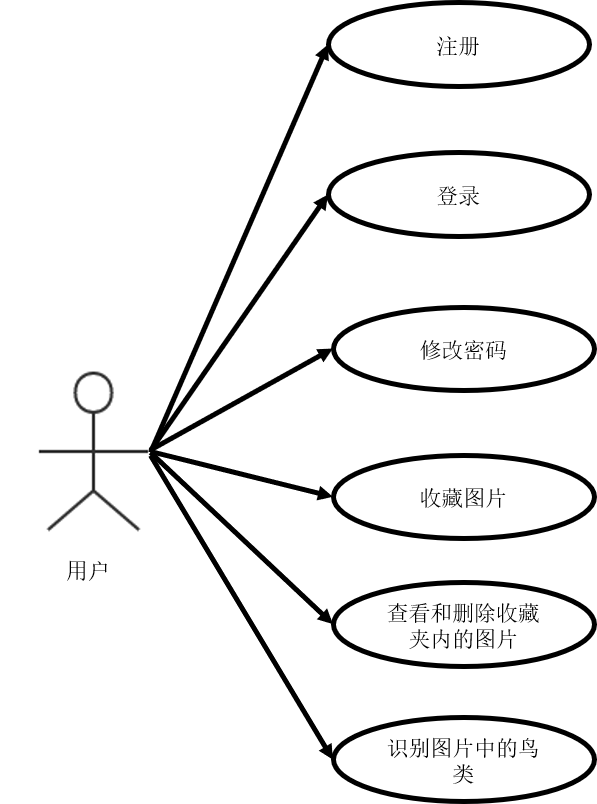 注册
登录
修改密码
收藏图片
用户
查看和删除收藏
夹内的图片
识别图片中的鸟
类